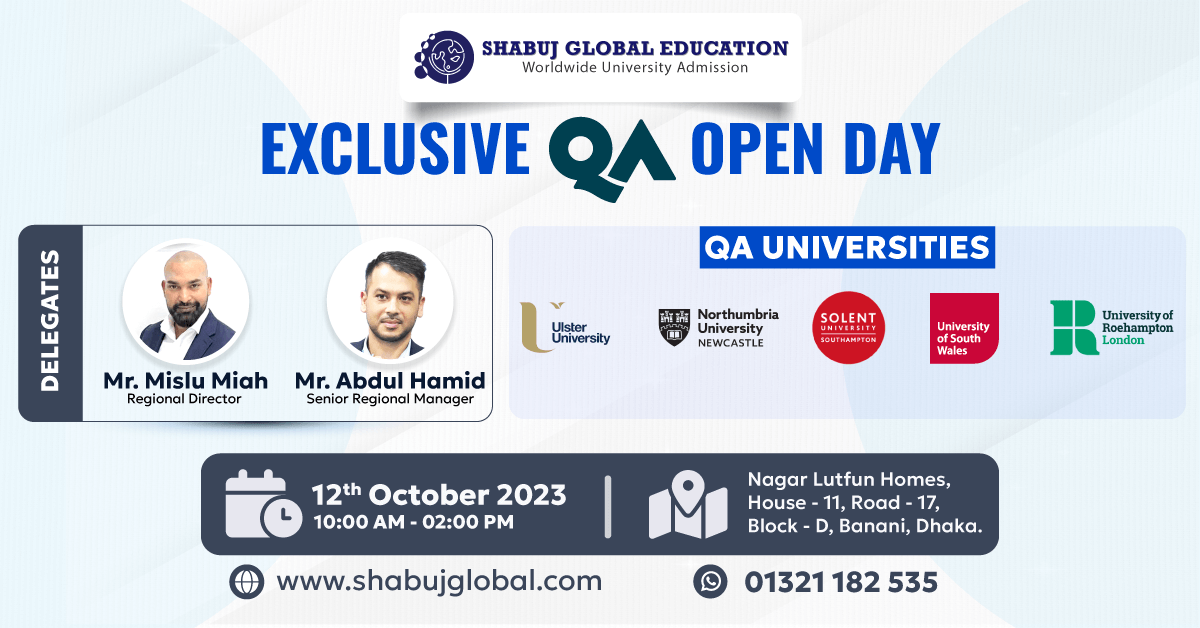 SHABUJ GLOBAL EDUCATION
Worldwide University Admission
EXCLUSIVE QA OPEN DAY
DELEGATES
Mr. Mislu Miah
Regional Director
Mr. Abdul Hamid
Senior Regional Manager
QA UNIVERSITIES
Ulster
University
Northumbria
University
NEWCASTLE
SOLENT
UNIVERSITY
SOUTHAMPTON
University
of South
Wales
R
University of
Roehampton
London
12th October 2023
10:00 AM - 02:00 PM
Nagar Lutfun Homes,
House - 11, Road - 17,
Block - D, Banani, Dhaka.
www.shabujglobal.com
01321 182 535